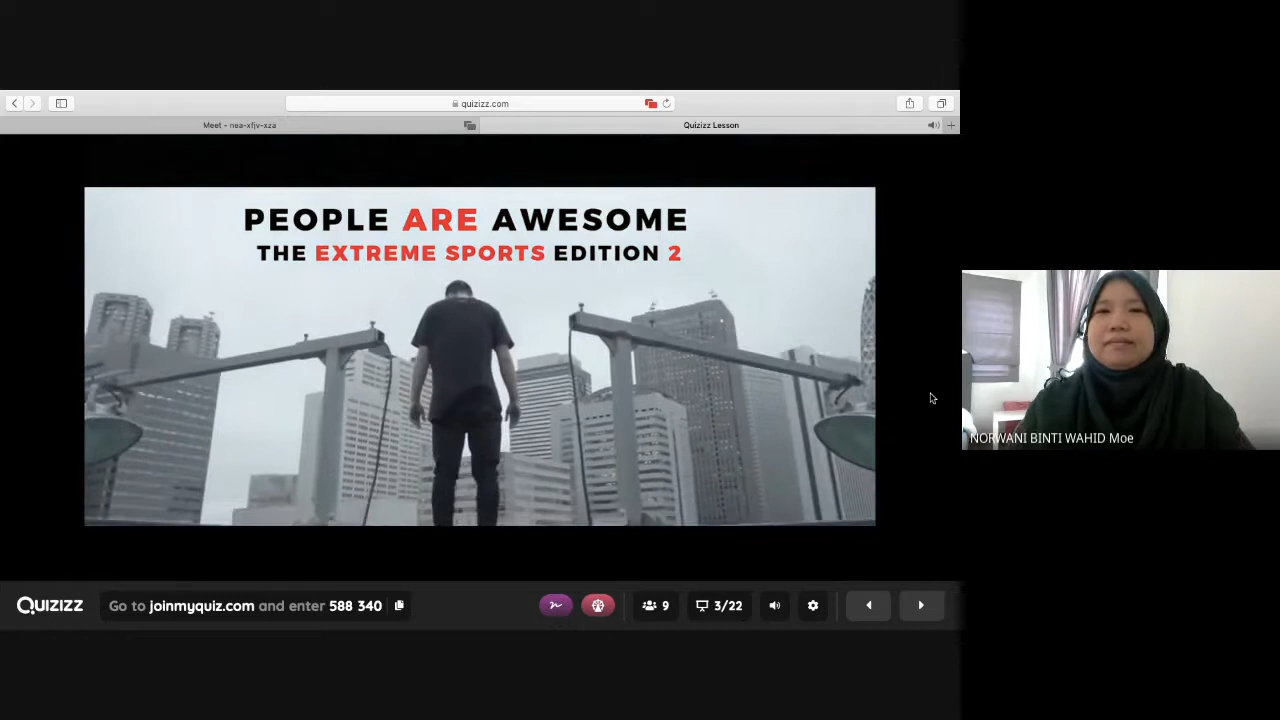 quizizz.com
Meet - nea-xfjv-xza
Quizizz Lesson
PEOPLE ARE AWESOME
THE EXTREME SPORTS EDITION 2
NORWANI BINTI WAHID Moe
QUIZIZZ
Go to joinmyquiz.com and enter 588 340
9
3/22